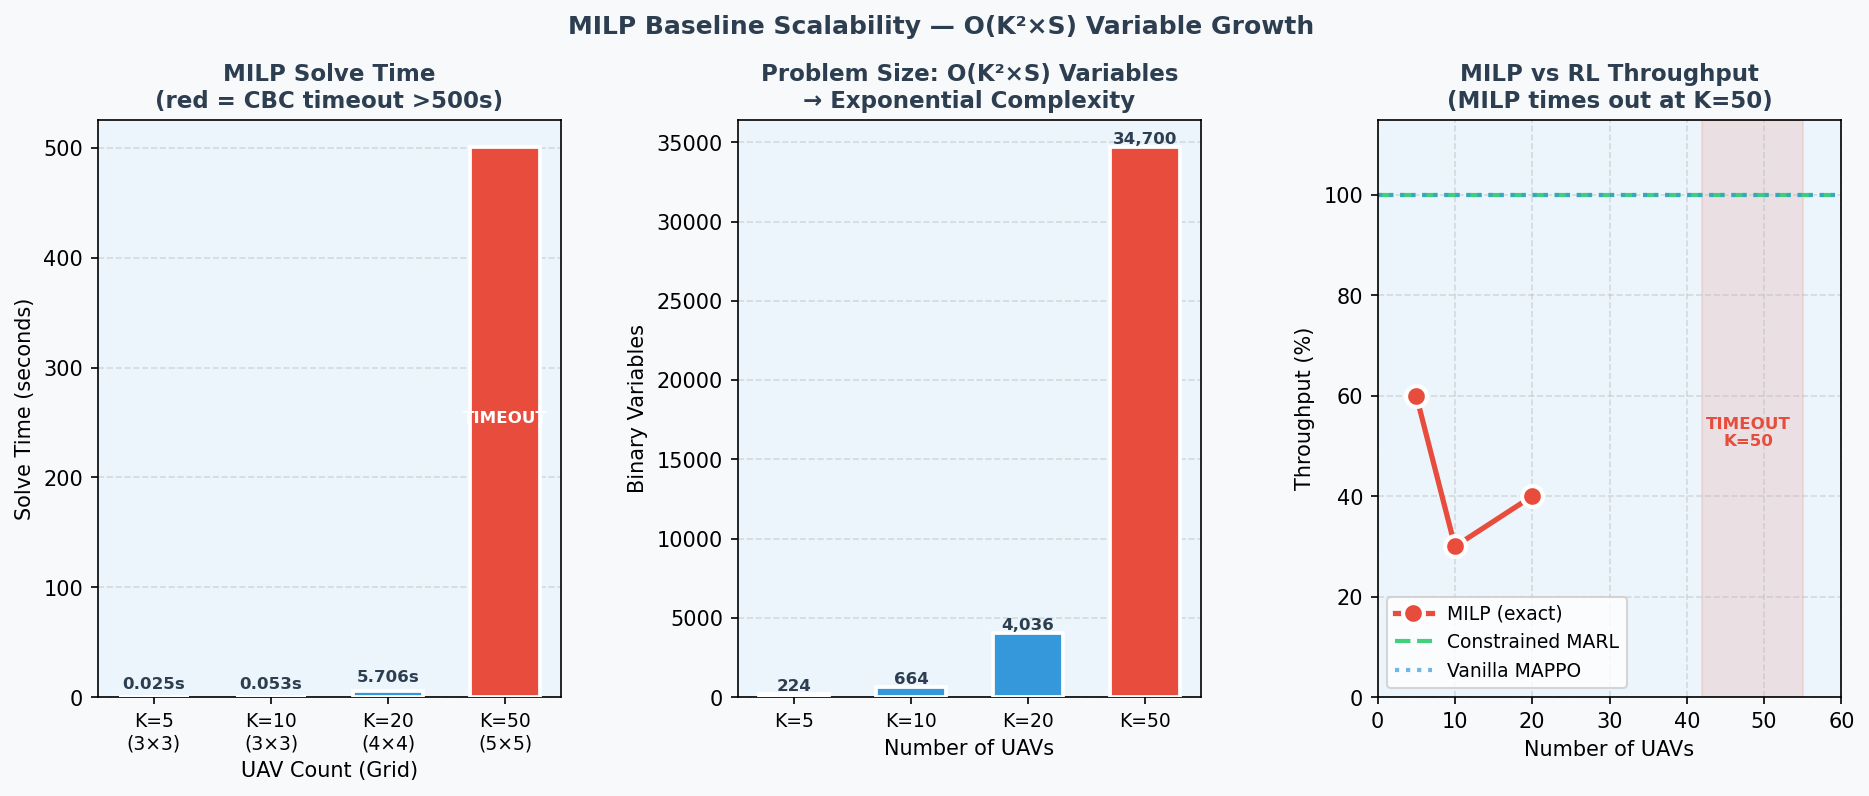 MILP Baseline Scalability — O(K²×S) Variable Growth
MILP Solve Time
(red = CBC timeout >500s)
Solve Time (seconds)
500
400
300
200
100
0
0.025s
0.053s
5.706s
TIMEOUT
K=5
(3×3)
K=10
(3×3)
K=20
(4×4)
K=50
(5×5)
UAV Count (Grid)
Problem Size: O(K²×S) Variables
→ Exponential Complexity
Binary Variables
35000
30000
25000
20000
15000
10000
5000
0
224
664
4,036
34,700
K=5
K=10
K=20
K=50
Number of UAVs
MILP vs RL Throughput
(MILP times out at K=50)
Throughput (%)
100
80
60
40
20
0
TIMEOUT
K=50
MILP (exact)
Constrained MARL
Vanilla MAPPO
0
10
20
30
40
50
60
Number of UAVs